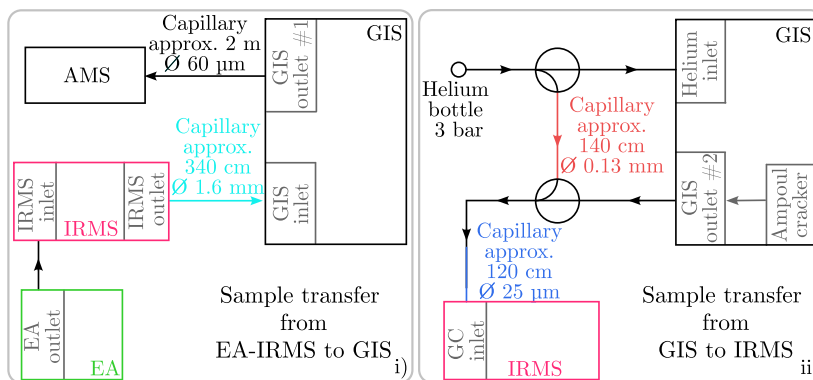 Capillary
approx. 2 m
Ø 60 µm
AMS
GIS
outlet #1
GIS
Capillary
approx.
340 cm
Ø 1.6 mm
IRMS
inlet
IRMS
IRMS
outlet
GIS
inlet
EA
outlet
EA
Sample transfer
from
EA-IRMS to GIS
i)
Helium
bottle
3 bar
Helium
inlet
GIS
Capillary
approx.
140 cm
Ø 0.13 mm
GIS
outlet #2
Ampoul
cracker
Capillary
approx.
120 cm
Ø 25 µm
GC
inlet
IRMS
Sample transfer
from
GIS to IRMS
ii